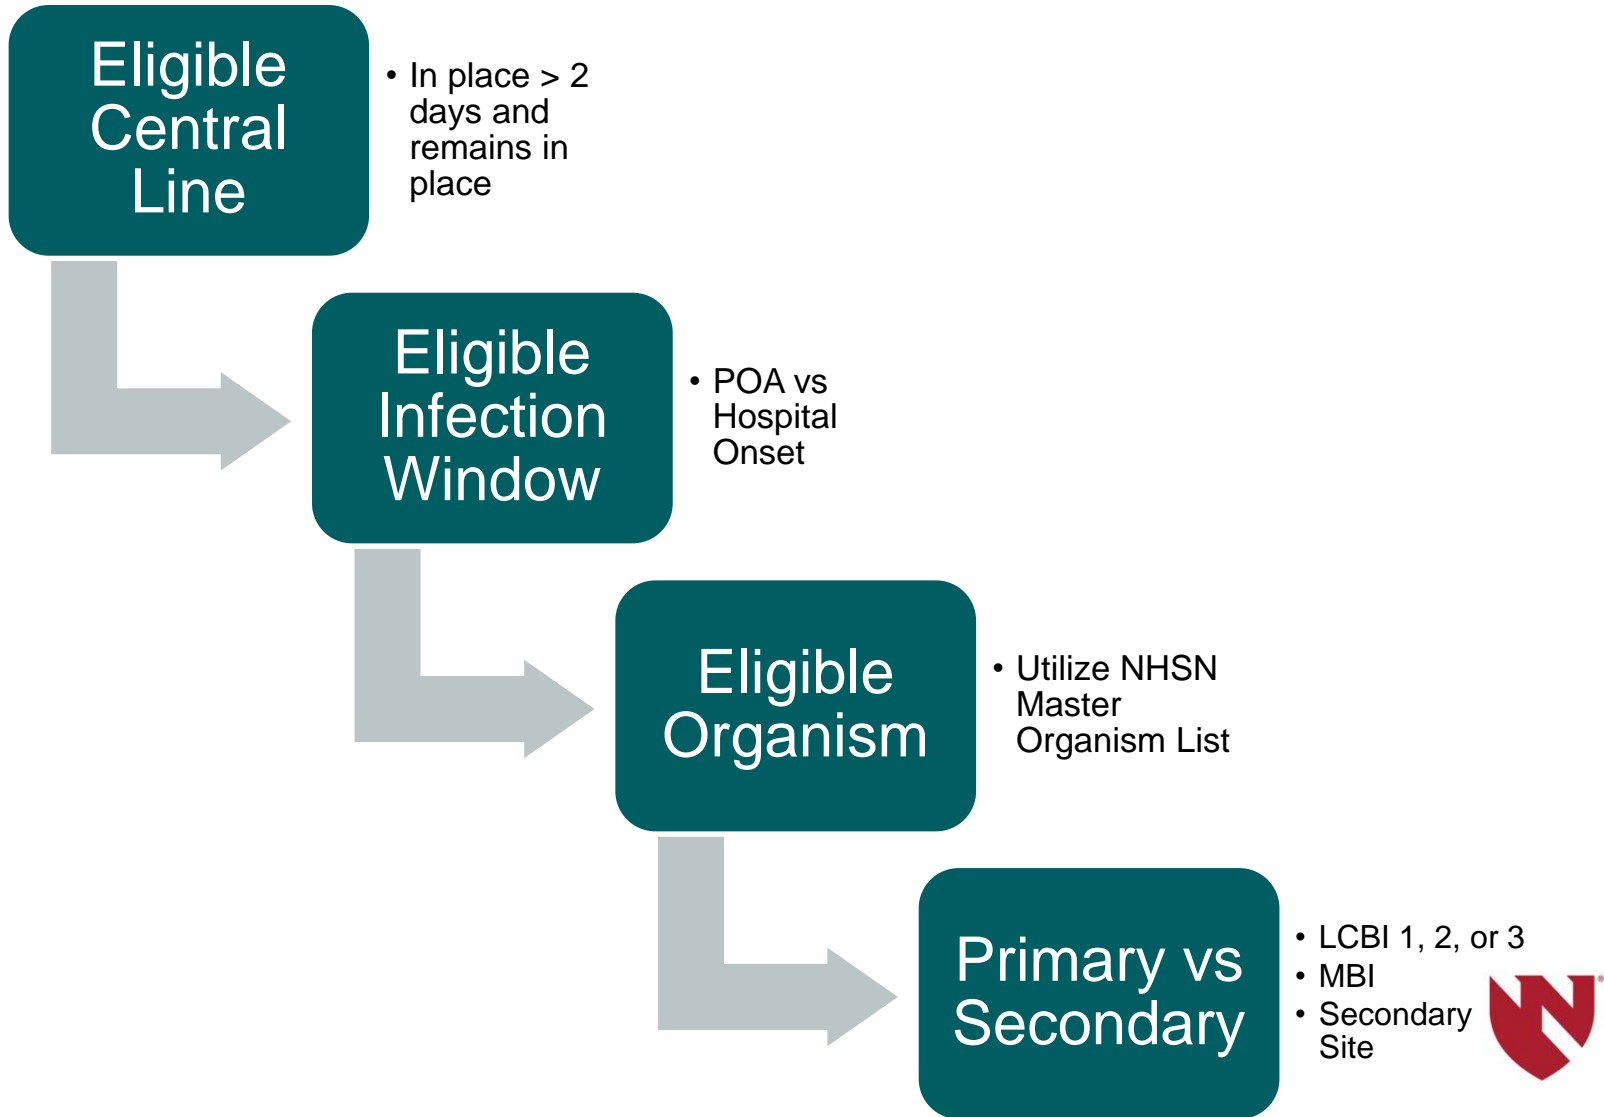 Eligible
Central
Line
• In place > 2
days and
remains in
place
Eligible
Infection
Window
• POA vs
Hospital
Onset
Eligible
Organism
• Utilize NHSN
Master
Organism List
Primary vs
Secondary
• LCBI 1, 2, or 3
• MBI
• Secondary
Site
N
®